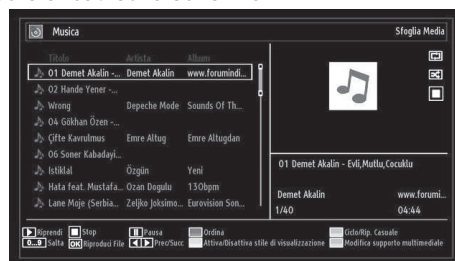 Musica
Sfoglia Media
Titolo Artista Album
01 Demet Akalin -... Demet Akalin www.forumindi...
02 Hande Yener -...
Wrong Depeche Mode Sounds Of Th...
04 Gökhan Özen -...
Çifte Kavrulmus Emre Altug Emre Altugdan
06 Soner Kabadayi...
Istiklal Özgün Yeni
Hata feat. Mustafa... Ozan Dogulu 130bpm
Lane Moje (Serbia... Zeljko Joksimo... Eurovision Son...
01 Demet Akalin - Evli,Mutlu,Cocuklu
Demet Akalin www.forumi...
1/40 04:44
Riprendi Stop Pausa Ordina Ciclo/Rip. Casuale
0...9 Salta OK Riproduci File Prec/Succ Attiva/Disattiva stile di visualizzazione Modifica supporto multimediale